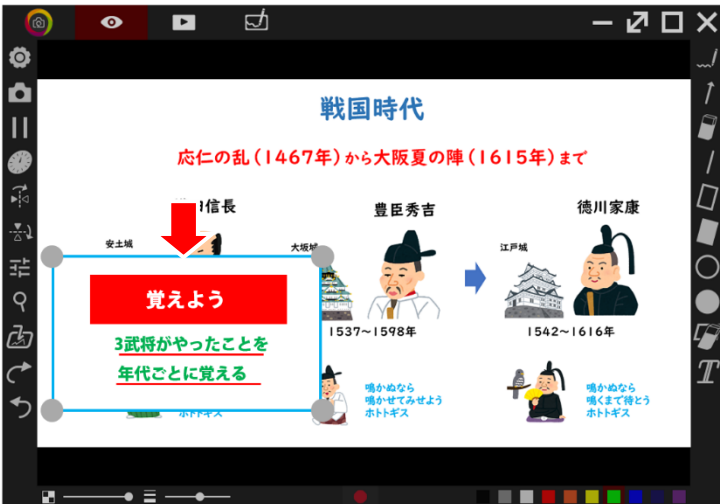 戦国時代
応仁の乱(1467年)から大阪夏の陣(1615年)まで
信長
豊臣秀吉
徳川家康
安土城
大坂城
江戸城
覚えよう
3武将がやったことを
年代ごとに覚える
1537~1598年
1542~1616年
ホトトギス
鳴かぬなら
鳴かせてみせよう
ホトトギス
鳴かぬなら
鳴くまで待とう
ホトトギス
T